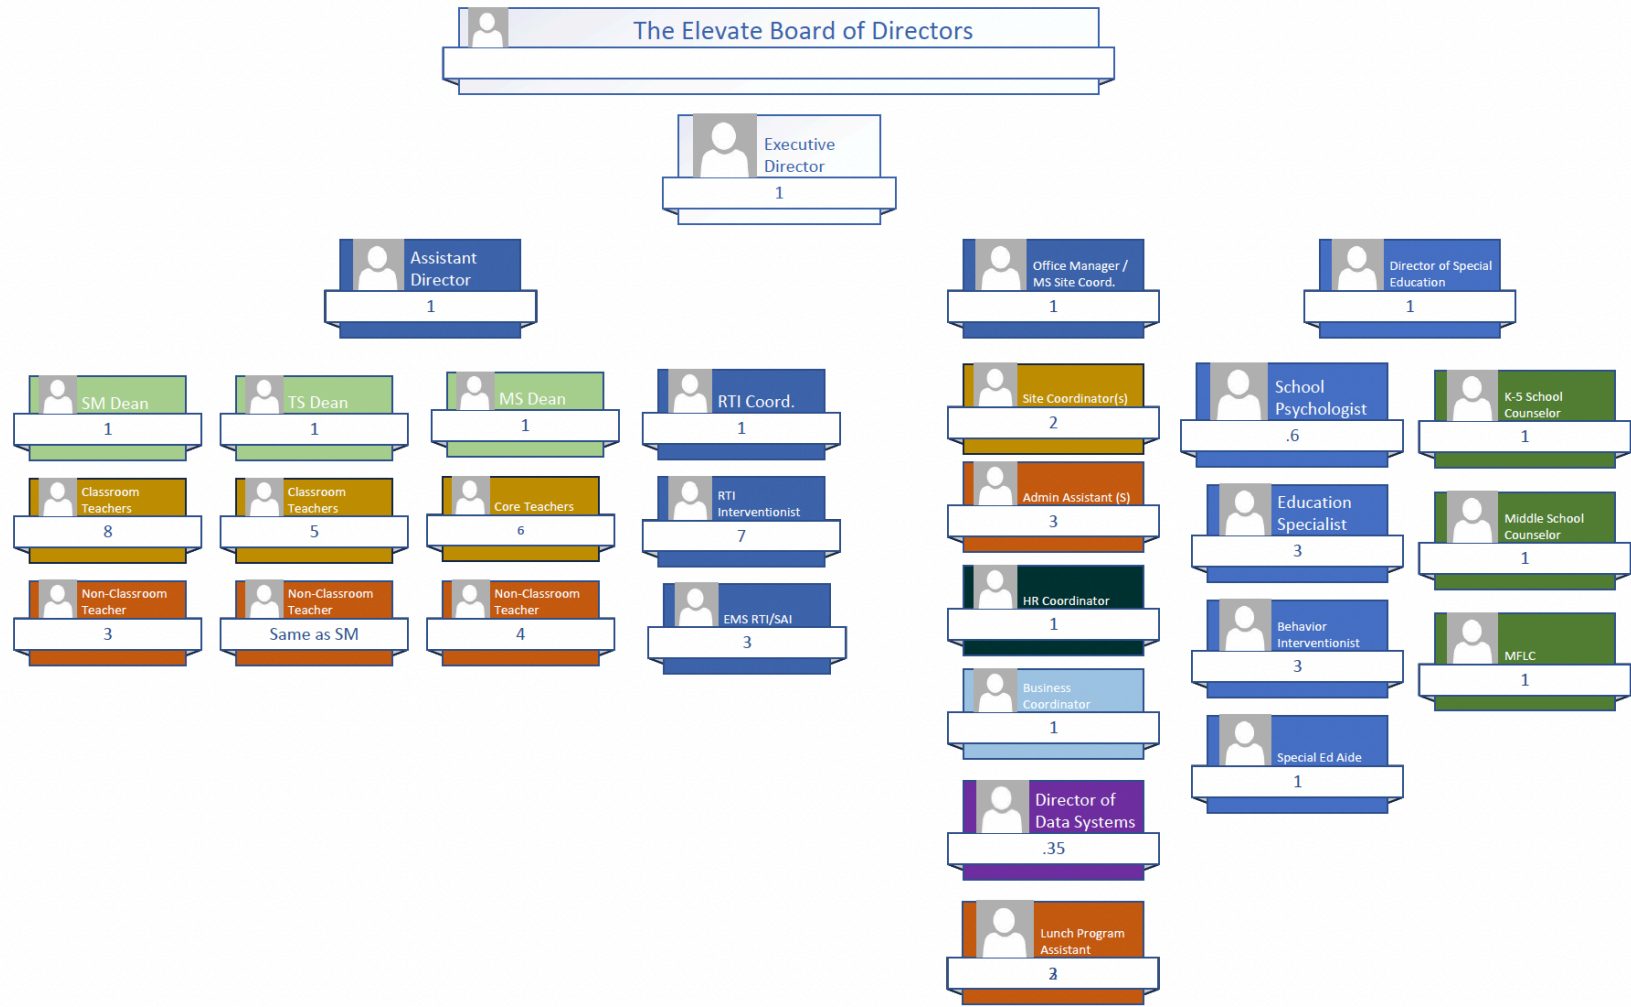 The Elevate Board of Directors
Executive
Director
1
Assistant
Director
1
Office Manager /
MS Site Coord.
1
Director of Special
Education
1
SM Dean
1
TS Dean
1
MS Dean
1
RTI Coord.
1
Classroom
Teachers
8
Classroom
Teachers
5
Core Teachers
6
RTI
Interventionist
7
Non-Classroom
Teacher
3
Non-Classroom
Teacher
Same as SM
Non-Classroom
Teacher
4
EMS RTI/SAI
3
Site Coordinator(s)
2
Admin Assistant (S)
3
HR Coordinator
1
Business
Coordinator
1
Director of
Data Systems
.35
Lunch Program
Assistant
School
Psychologist
.6
Education
Specialist
3
Behavior
Interventionist
3
Special Ed Aide
1
K-5 School
Counselor
1
Middle School
Counselor
1
MFLC
1